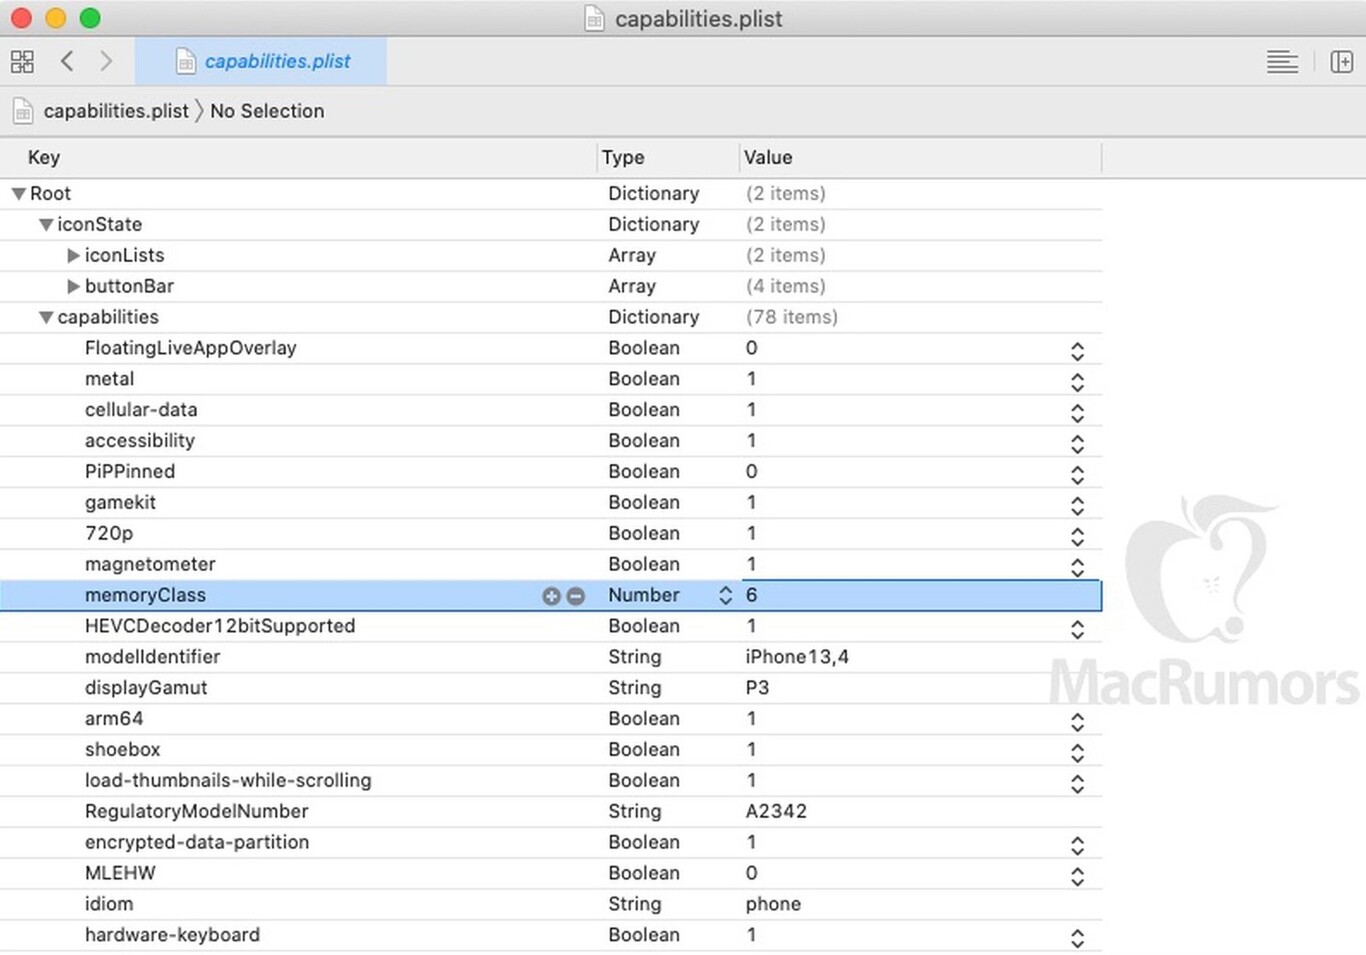 capabilities.plist
capabilities.plist
capabilities.plist 〉 No Selection
Key Type Value
Root Dictionary (2 items)
iconState Dictionary (2 items)
iconLists Array (2 items)
buttonBar Array (4 items)
capabilities Dictionary (78 items)
FloatingLiveAppOverlay Boolean 0
metal Boolean 1
cellular-data Boolean 1
accessibility Boolean 1
PiPPinned Boolean 0
gamekit Boolean 1
720p Boolean 1
magnetometer Boolean 1
memoryClass Number 6
HEVCDecoder12bitSupported Boolean 1
modelIdentifier String iPhone13,4
displayGamut String P3
arm64 Boolean 1
shoebox Boolean 1
load-thumbnails-while-scrolling Boolean 1
RegulatoryModelNumber String A2342
encrypted-data-partition Boolean 1
MLEHW Boolean 0
idiom String phone
hardware-keyboard Boolean 1
MacRumors